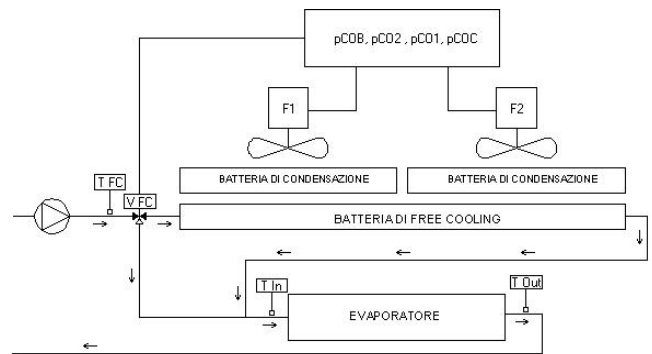 pCOB, pCO2 , pCO1, pCOC
F1
F2
BATTERIA DI CONDENSAZIONE
BATTERIA DI CONDENSAZIONE
T FC
V FC
BATTERIA DI FREE COOLING
T In
T Out
EVAPORATORE